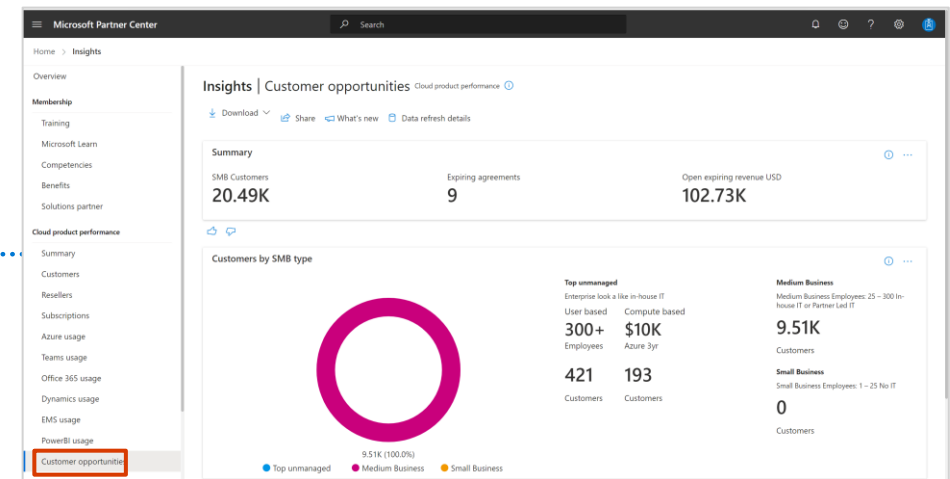 Microsoft Partner Center
Search
Home > Insights
Overview
Membership
Training
Microsoft Learn
Competencies
Benefits
Solutions partner
Cloud product performance
Summary
Customers
Resellers
Subscriptions
Azure usage
Teams usage
Office 365 usage
Dynamics usage
EMS usage
PowerBI usage
Customer opportunities
Insights | Customer opportunities Cloud product performance
Download Share What's new Data refresh details
Summary
SMB Customers Expiring agreements Open expiring revenue USD
20.49K 9 102.73K
Customers by SMB type
9.51K (100.0%)
Top unmanaged Medium Business Small Business
Top unmanaged
Enterprise look a like in-house IT
User based Compute based
300+ $10K
Employees Azure 3yr
421 193
Customers Customers
Medium Business
Medium Business Employees: 25 – 300 In-
house IT or Partner Led IT
9.51K
Customers
Small Business
Small Business Employees: 1 – 25 No IT
0
Customers